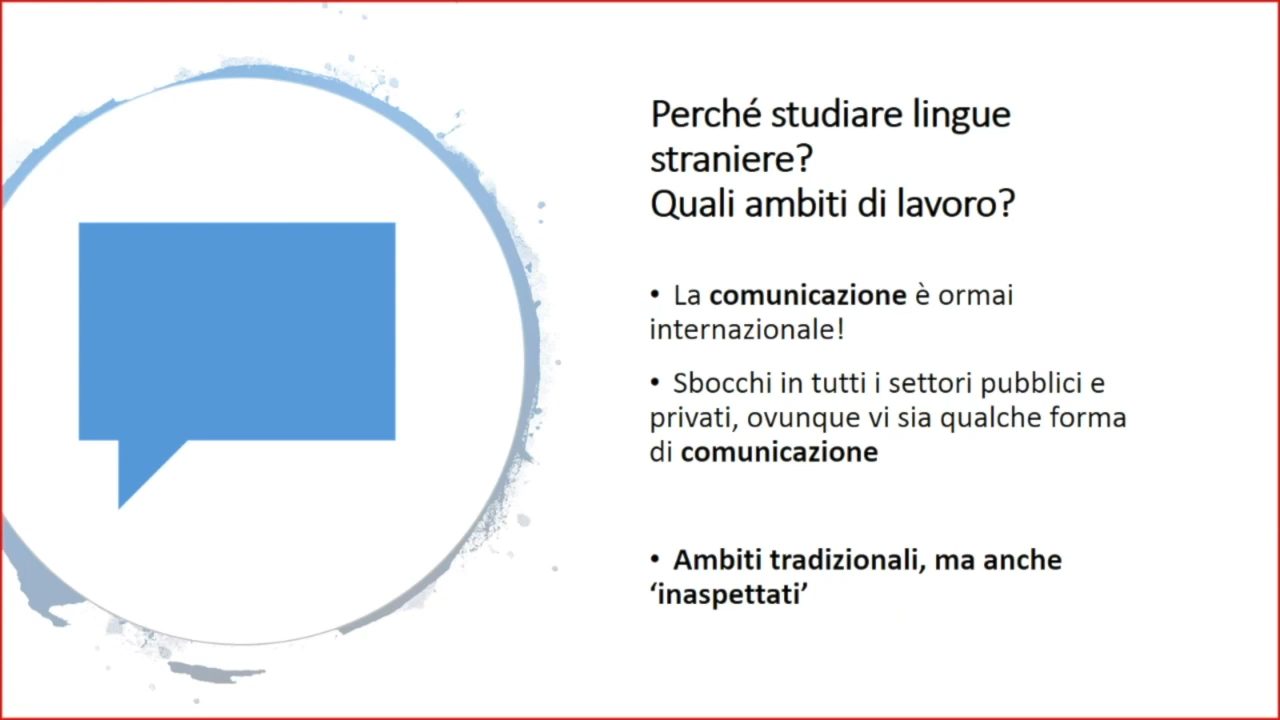 Perché studiare lingue
straniere?
Quali ambiti di lavoro?
• La comunicazione è ormai
internazionale!
• Sbocchi in tutti i settori pubblici e
privati, ovunque vi sia qualche forma
di comunicazione
• Ambiti tradizionali, ma anche
‘inaspettati’